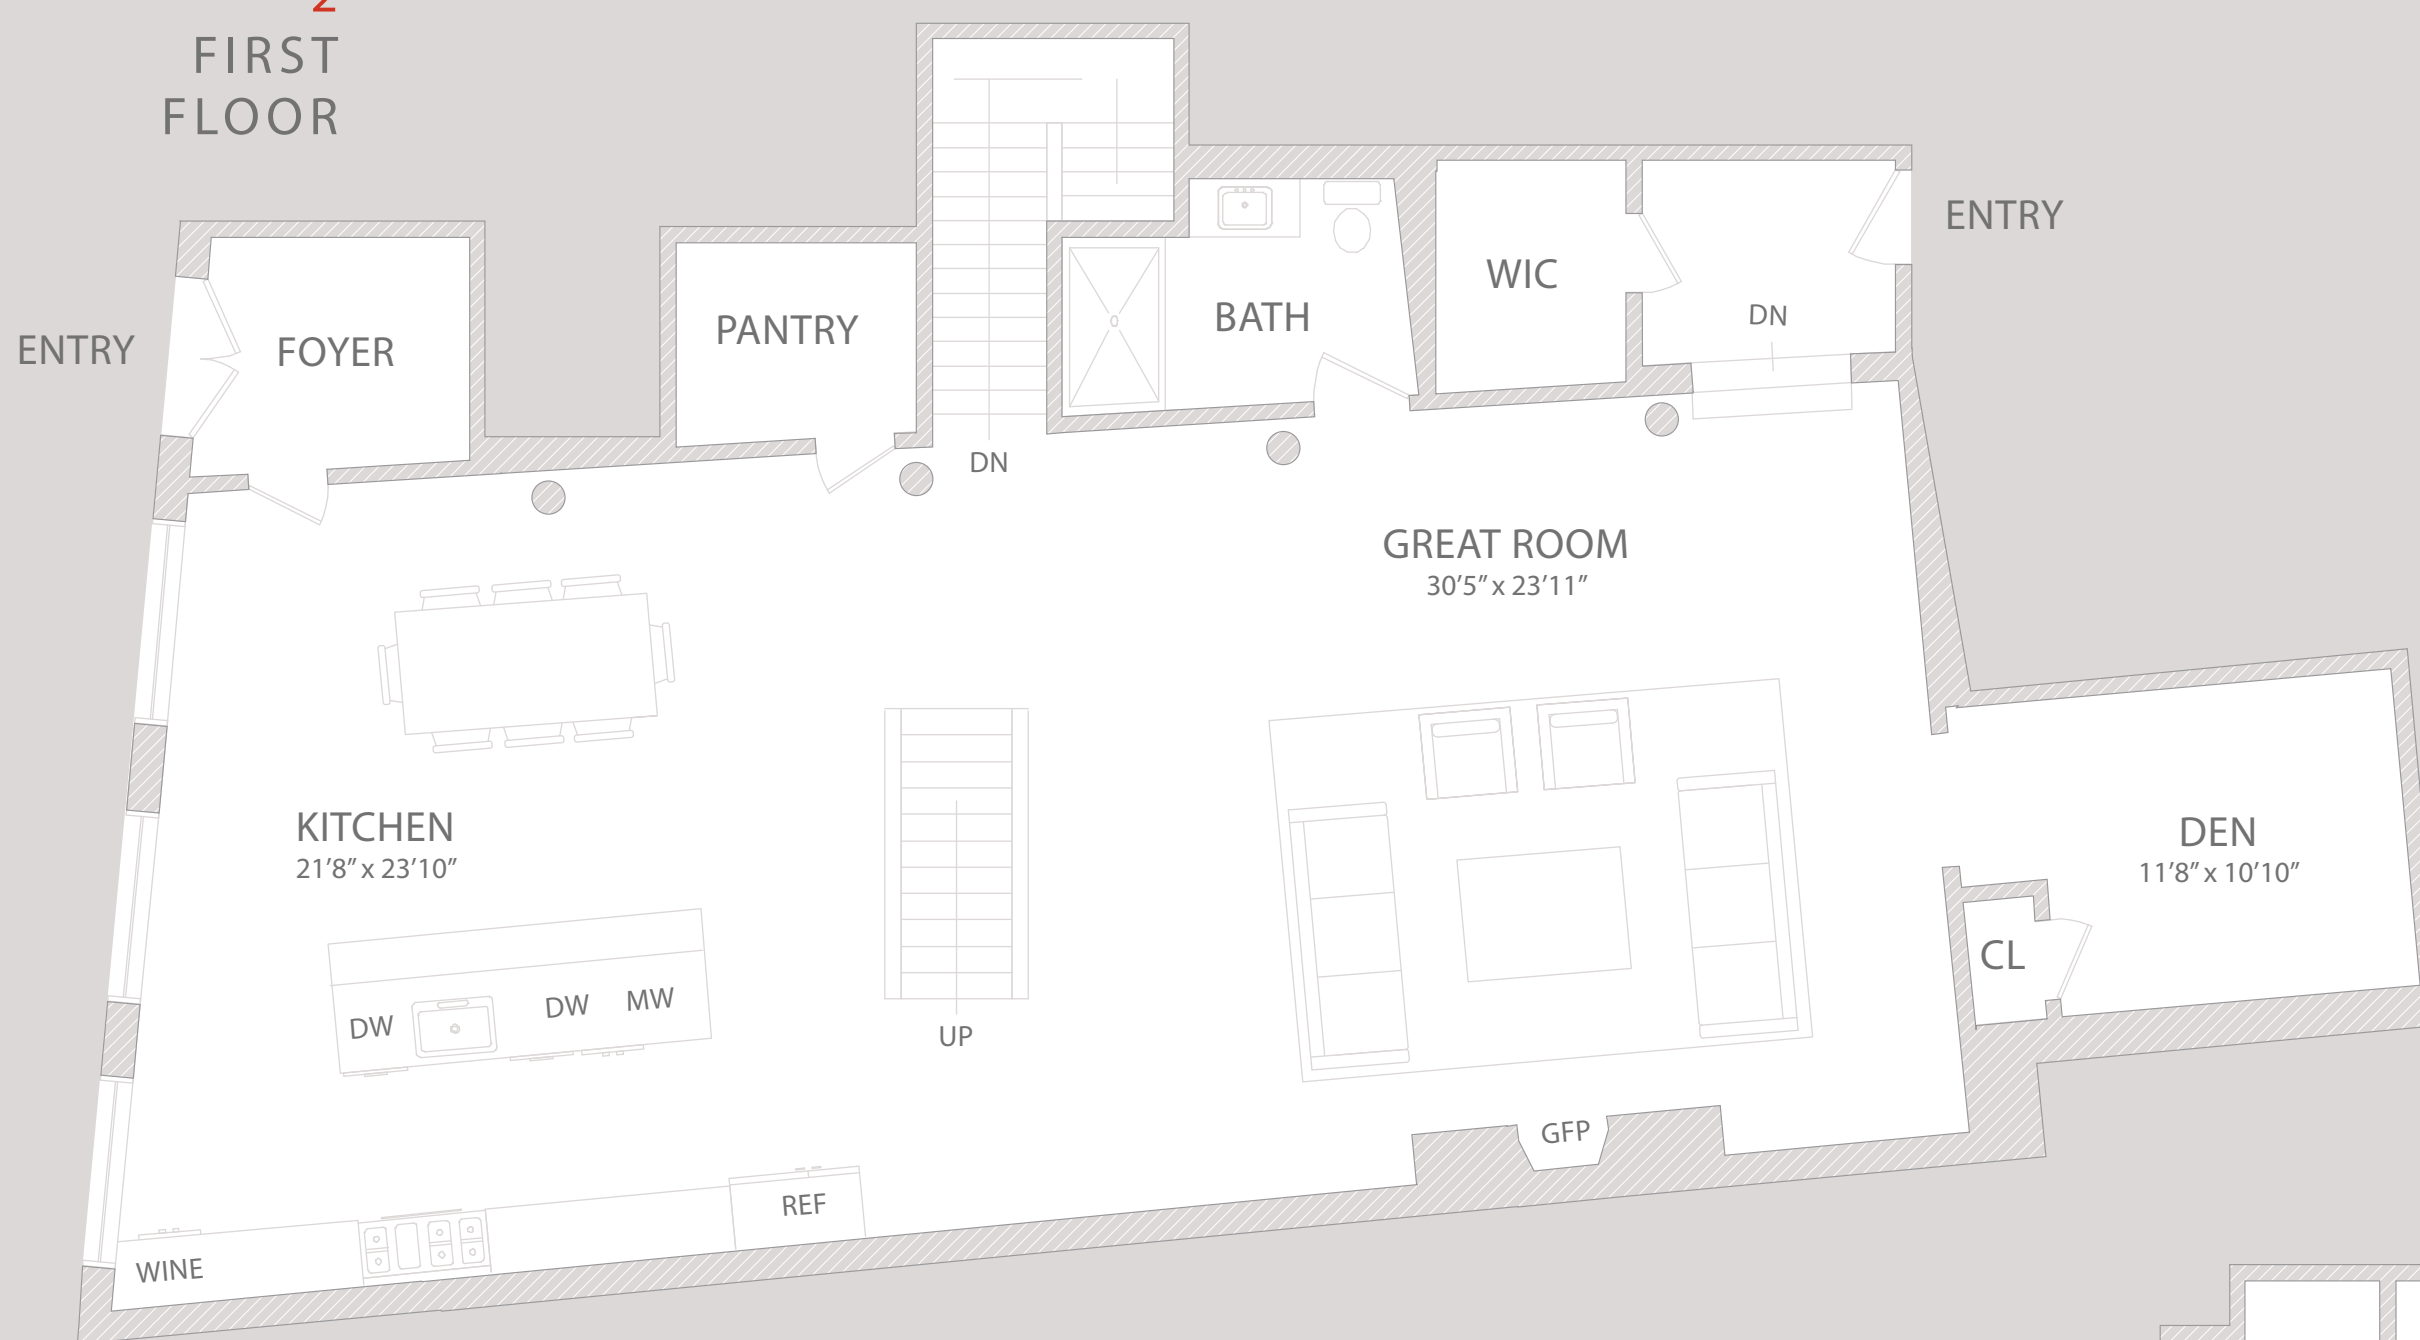 2
FIRST
FLOOR
ENTRY
FOYER
PANTRY
DN
BATH
WIC
DN
ENTRY
GREAT ROOM
30'5" x 23'11"
KITCHEN
21'8" x 23'10"
DEN
11'8" x 10'10"
CL
DW
DW
MW
UP
GFP
REF
WINE